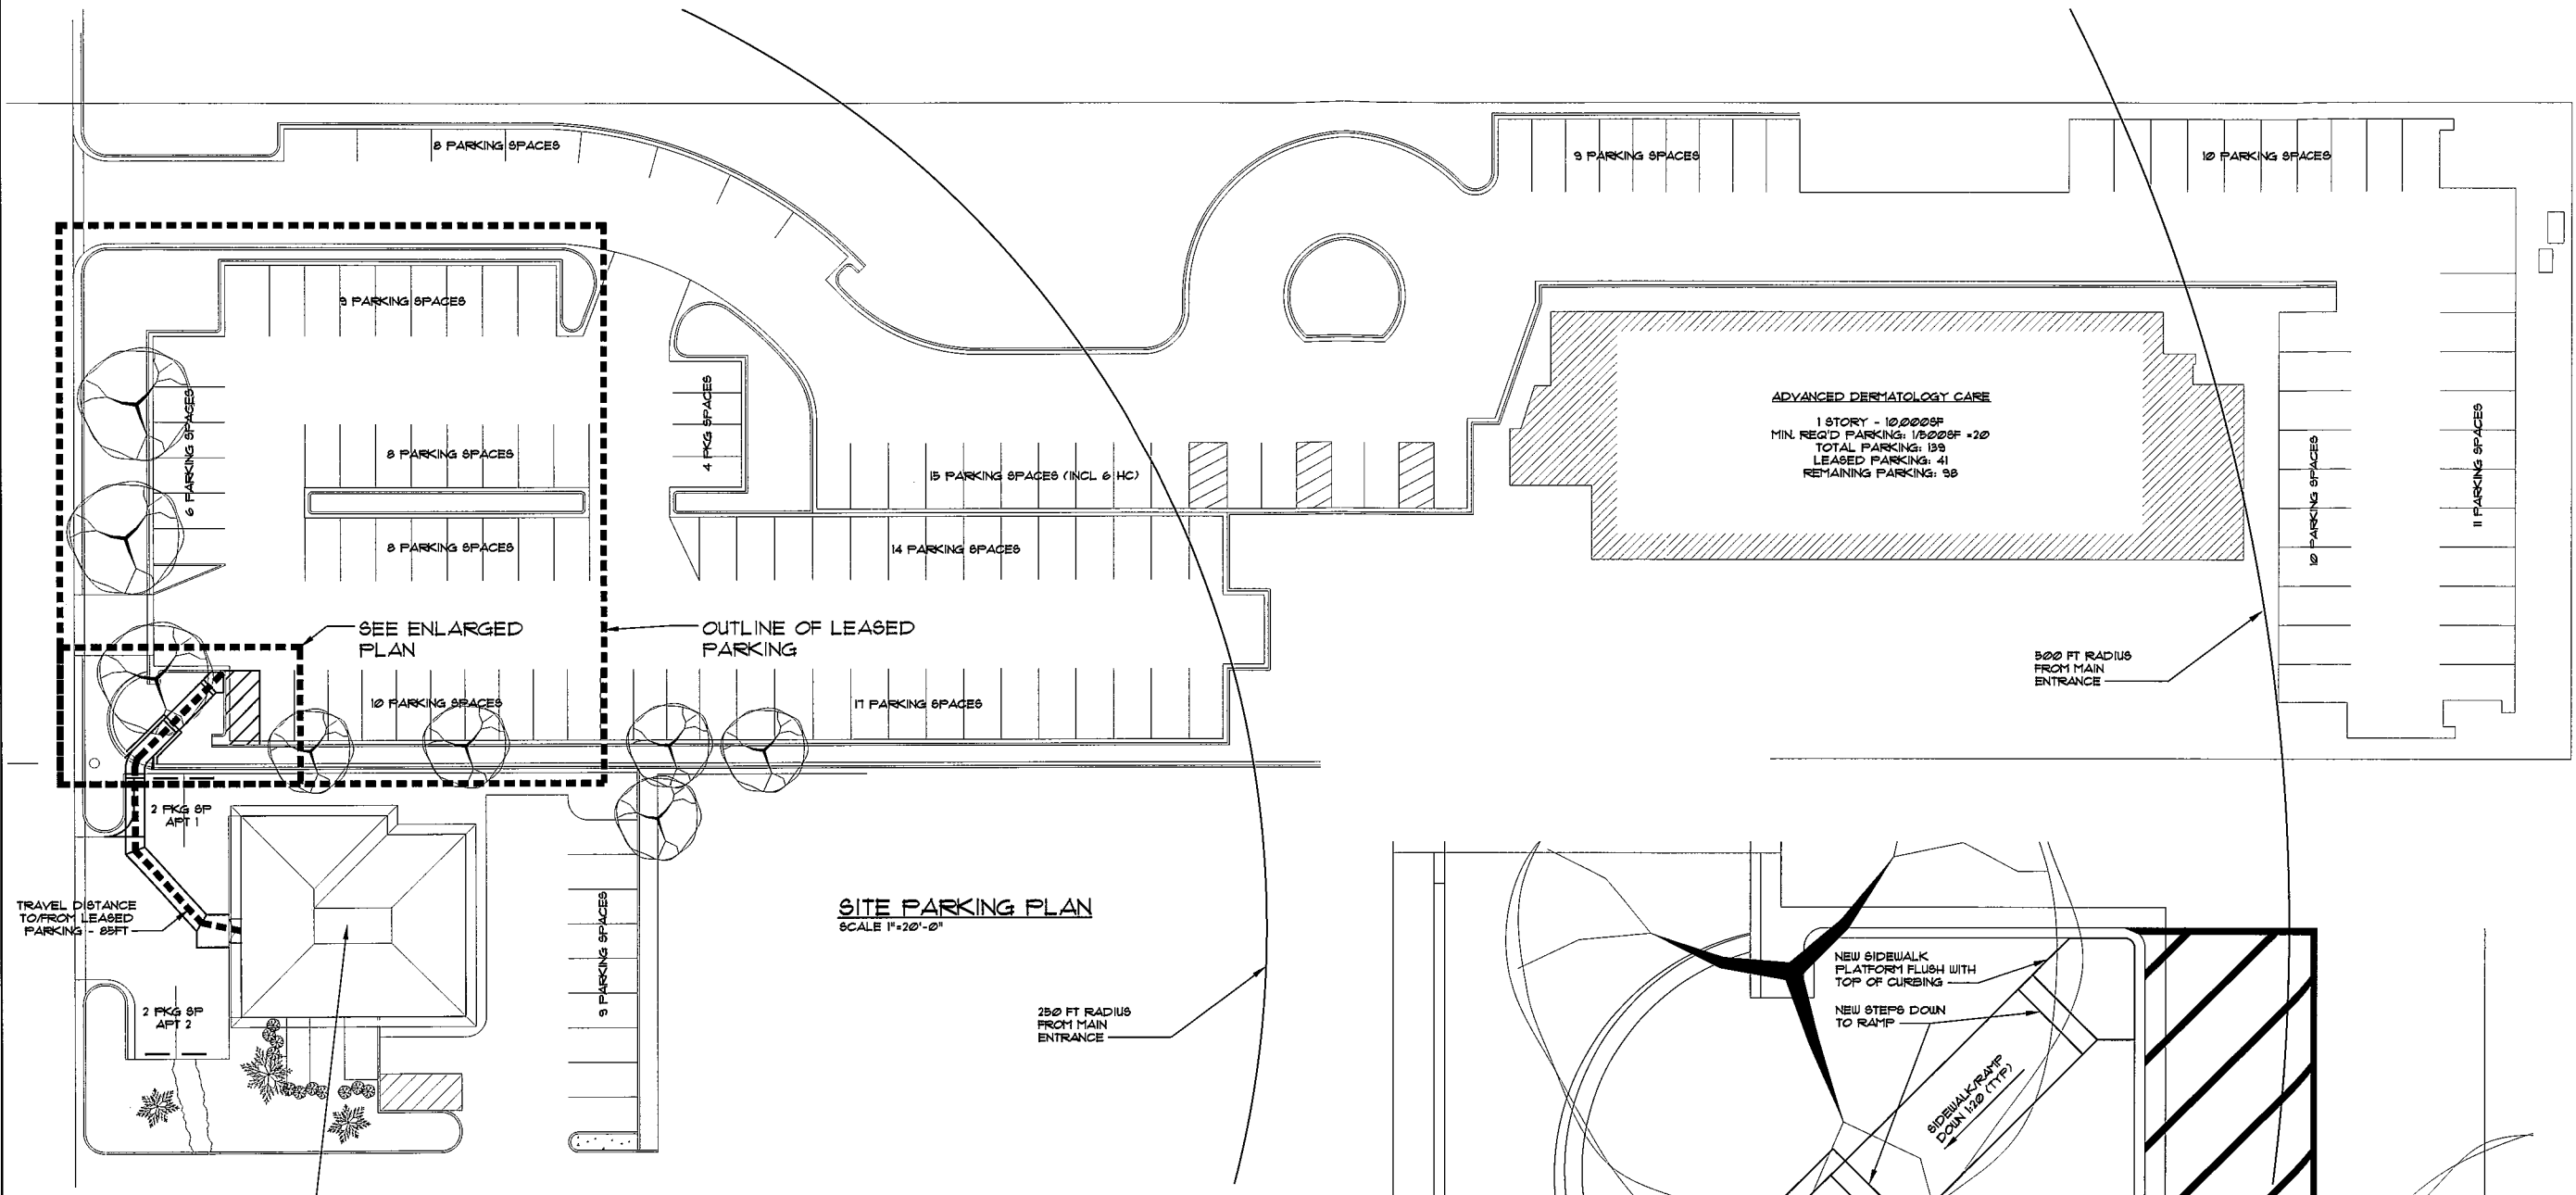 8 PARKING SPACES
9 PARKING SPACES
10 PARKING SPACES
9 PARKING SPACES
6 PARKING SPACES
8 PARKING SPACES
8 PARKING SPACES
4 PKG SPACES
15 PARKING SPACES (INCL 6 HC)
14 PARKING SPACES
ADVANCED DERMATOLOGY CARE
1 STORY - 10,000SF
MIN. REQ'D PARKING: 1/500SF =20
TOTAL PARKING: 139
LEASED PARKING: 41
REMAINING PARKING: 98
10 PARKING SPACES
11 PARKING SPACES
SEE ENLARGED
PLAN
OUTLINE OF LEASED
PARKING
10 PARKING SPACES
17 PARKING SPACES
500 FT RADIUS
FROM MAIN
ENTRANCE
2 PKG SP
APT 1
TRAVEL DISTANCE
TO/FROM LEASED
PARKING - 85FT
2 PKG SP
APT 2
9 PARKING SPACES
SITE PARKING PLAN
SCALE 1"=20'-0"
250 FT RADIUS
FROM MAIN
ENTRANCE
NEW SIDEWALK
PLATFORM FLUSH WITH
TOP OF CURBING
NEW STEPS DOWN
TO RAMP
SIDEWALK/RAMP
DOWN 1:20 (TYP)